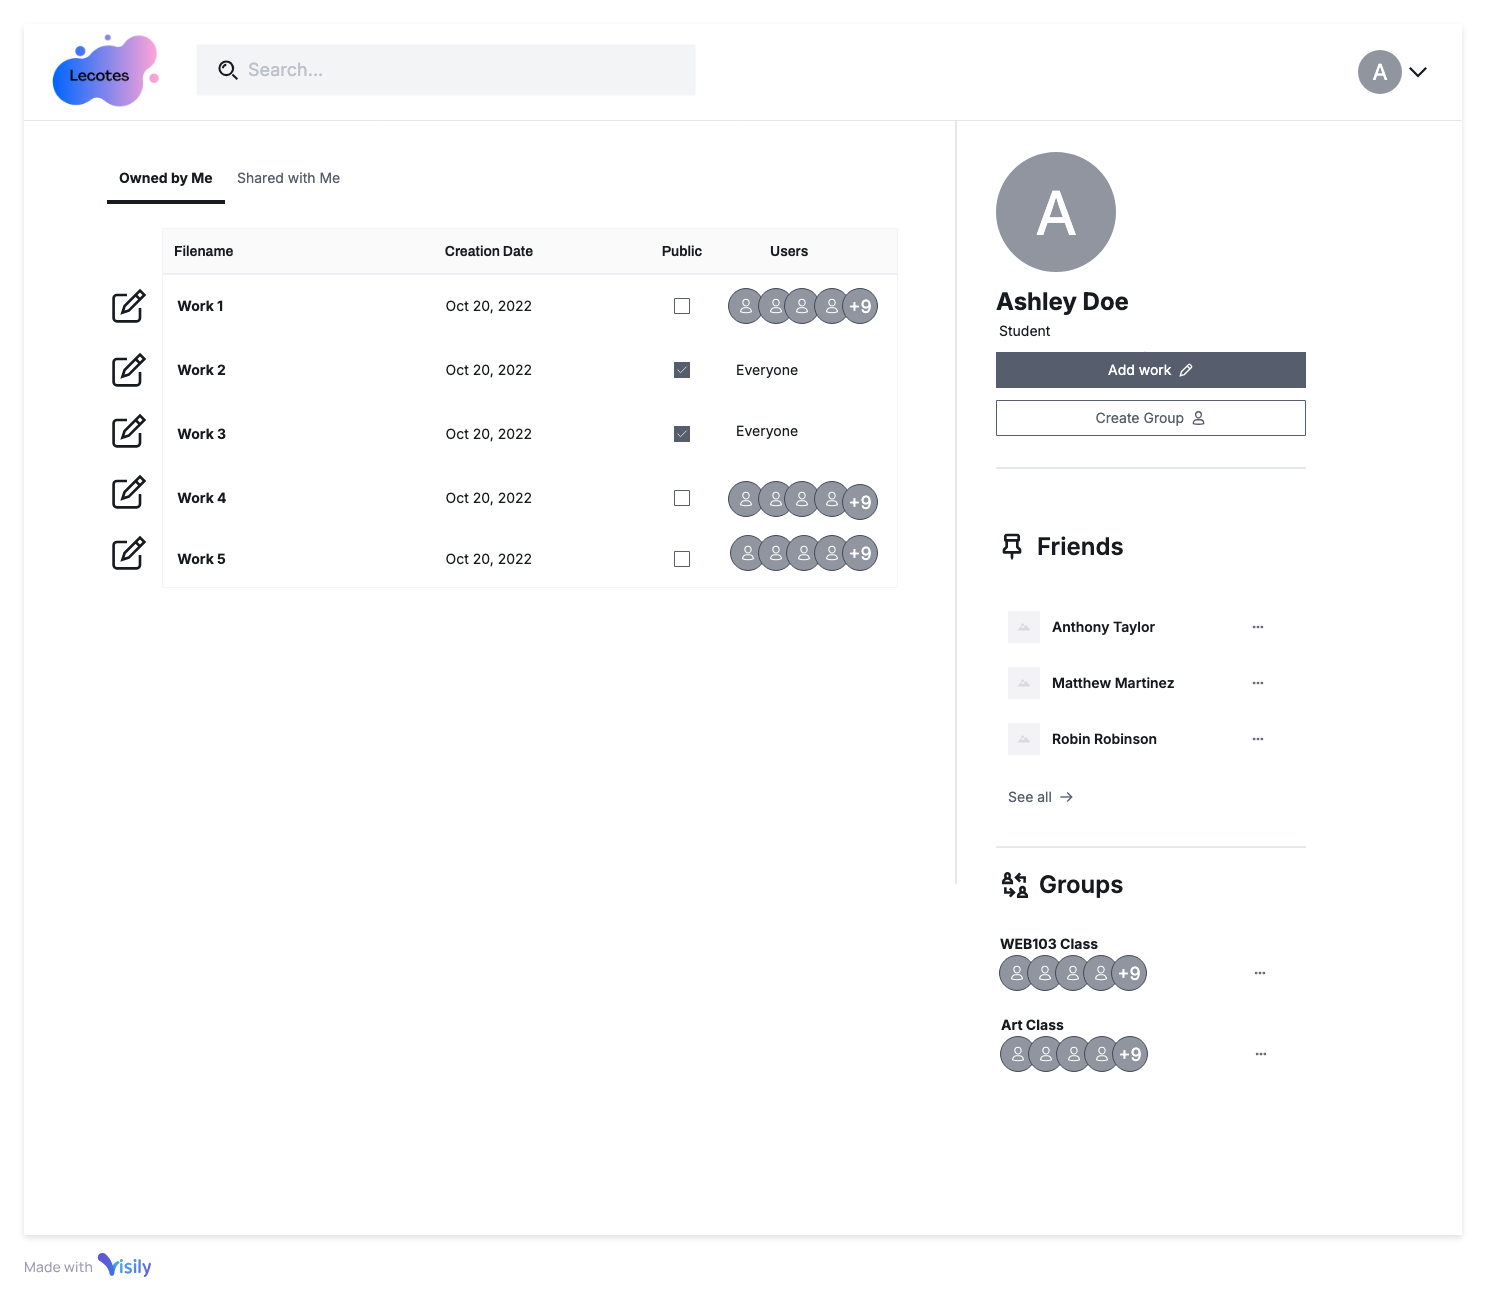 Lecotes
Search...
A
Owned by Me Shared with Me
Filename Creation Date Public Users
Work 1 Oct 20, 2022 +9
Work 2 Oct 20, 2022 Everyone
Work 3 Oct 20, 2022 Everyone
Work 4 Oct 20, 2022 +9
Work 5 Oct 20, 2022 +9
A
Ashley Doe
Student
Add work
Create Group
Friends
Anthony Taylor
Matthew Martinez
Robin Robinson
See all
Groups
WEB103 Class
+9
Art Class
+9
Made with Visily